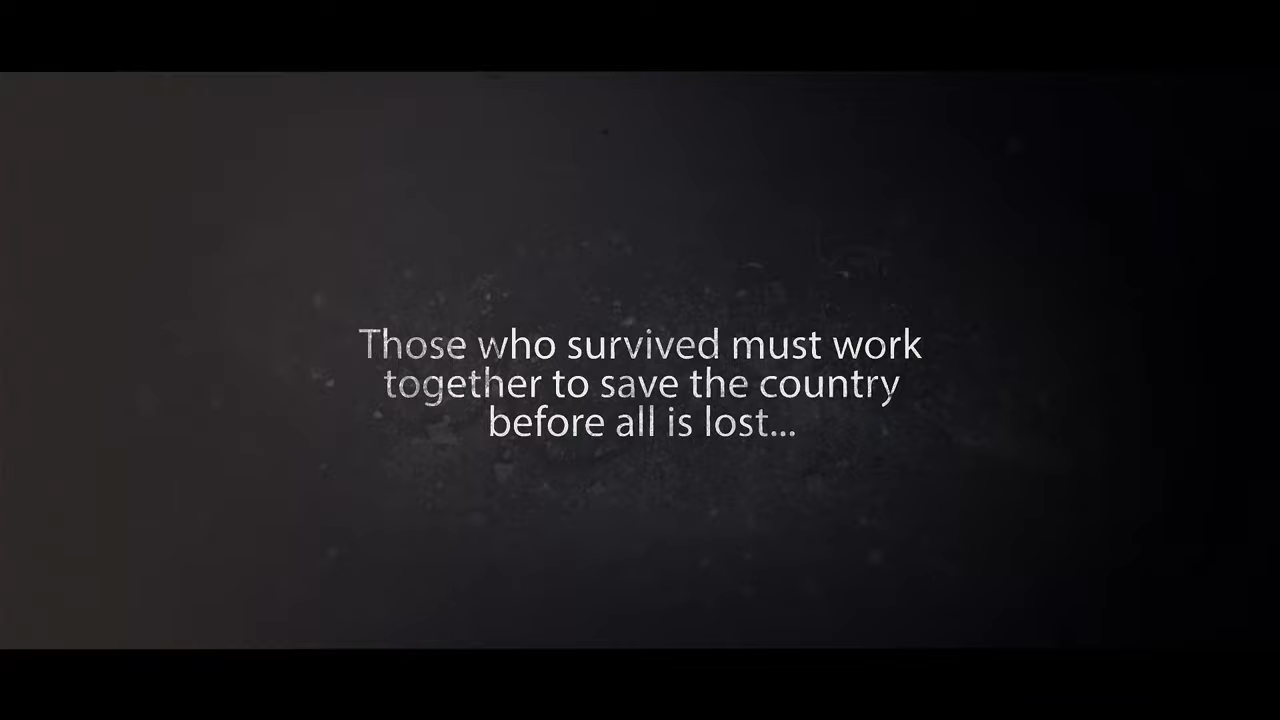 Those who survived must work
together to save the country
before all is lost...